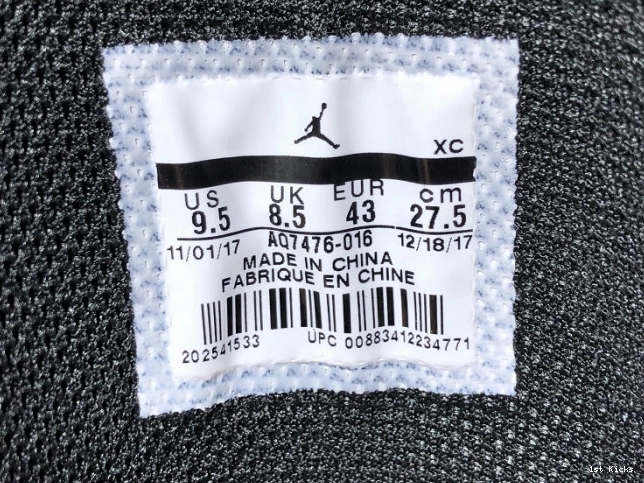 XC
US UK EUR cm
9.5 8.5 43 27.5
11/01/17 AQ7476-016 12/18/17
MADE IN CHINA
FABRIQUE EN CHINE
202541533 UPC 00883412234771
1st Kicks